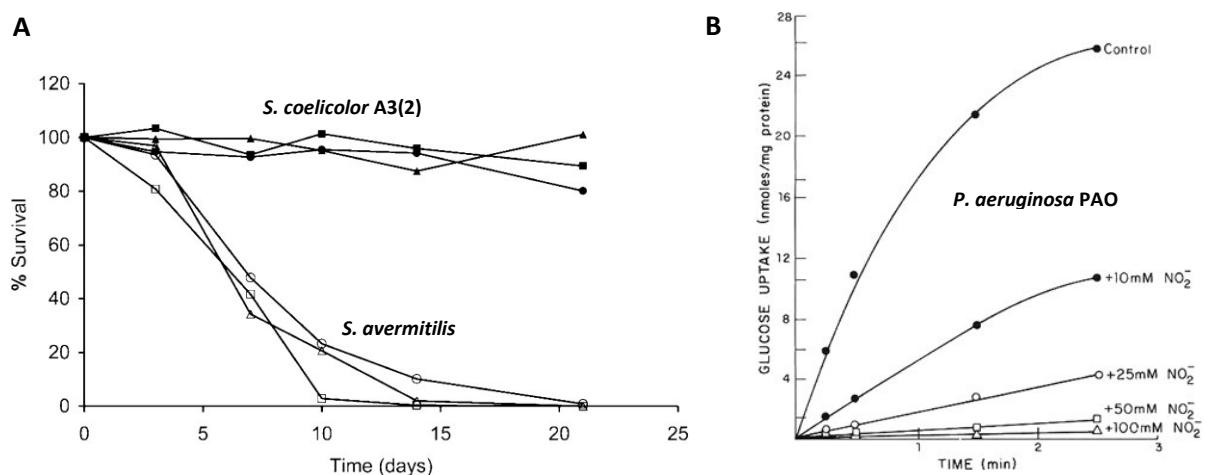 A
120
100
80
60
40
20
0
% Survival
S. coelicolor A3(2)
S. avermitilis
0 5 10 15 20 25
Time (days)
B
28
24
20
16
12
8
4
GLUCOSE UPTAKE (nmoles/mg protein)
Control
P. aeruginosa PAO
+10mM NO₂⁻
+25mM NO₂⁻
+50mM NO₂⁻
+100mM NO₂⁻
0 1 2 3
TIME (min)